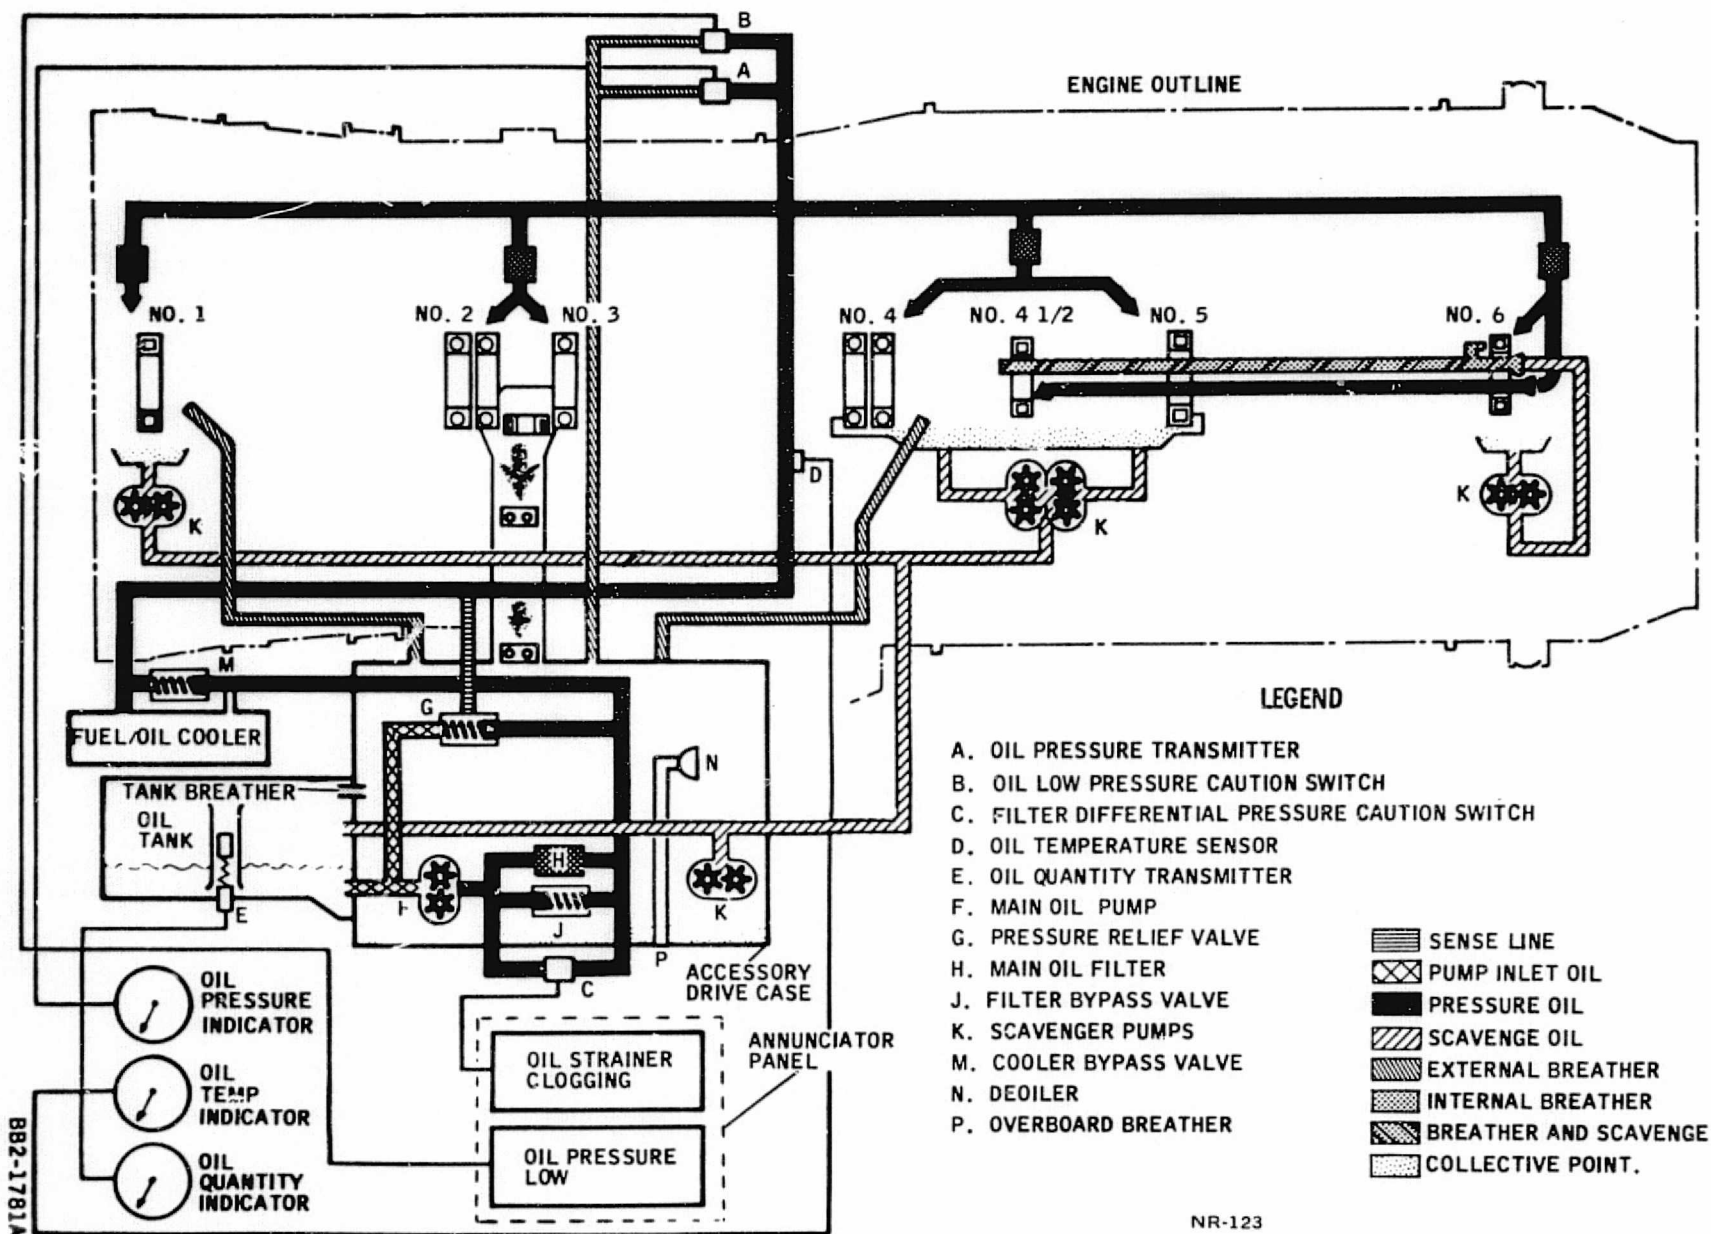 B
A
ENGINE OUTLINE
NO. 1
NO. 2
NO. 3
NO. 4
NO. 4 1/2
NO. 5
NO. 6
D
K
K
K
M
G
FUEL/OIL COOLER
N
TANK BREATHER
OIL
TANK
H
F
K
E
J
P
C
ACCESSORY
DRIVE CASE
OIL
PRESSURE
INDICATOR
OIL
TEMP
INDICATOR
OIL
QUANTITY
INDICATOR
OIL STRAINER
CLOGGING
OIL PRESSURE
LOW
ANNUNCIATOR
PANEL
LEGEND
A. OIL PRESSURE TRANSMITTER
B. OIL LOW PRESSURE CAUTION SWITCH
C. FILTER DIFFERENTIAL PRESSURE CAUTION SWITCH
D. OIL TEMPERATURE SENSOR
E. OIL QUANTITY TRANSMITTER
F. MAIN OIL PUMP
G. PRESSURE RELIEF VALVE
H. MAIN OIL FILTER
J. FILTER BYPASS VALVE
K. SCAVENGER PUMPS
M. COOLER BYPASS VALVE
N. DEOILER
P. OVERBOARD BREATHER
SENSE LINE
PUMP INLET OIL
PRESSURE OIL
SCAVENGE OIL
EXTERNAL BREATHER
INTERNAL BREATHER
BREATHER AND SCAVENGE
COLLECTIVE POINT.
BB2-1781A
NR-123